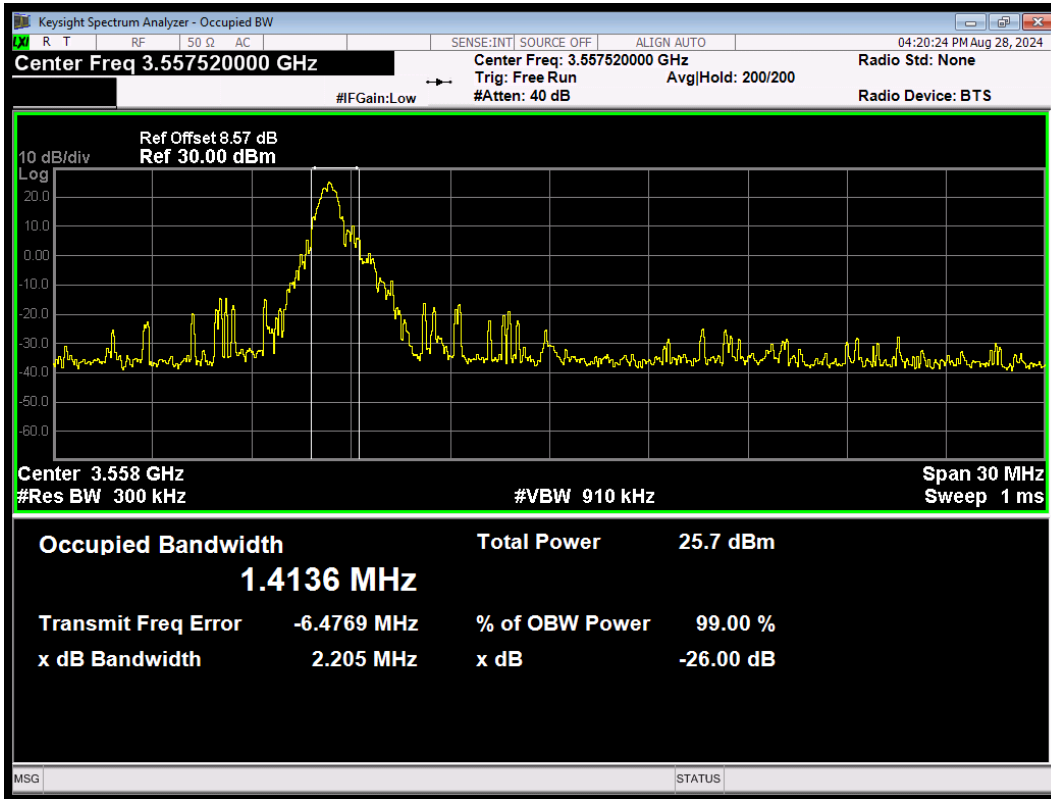 Keysight Spectrum Analyzer - Occupied BW
LXI R T RF 50 Ω AC SENSE:INT SOURCE OFF ALIGN AUTO 04:20:24 PM Aug 28, 2024
Center Freq 3.557520000 GHz Center Freq: 3.557520000 GHz Radio Std: None
Trig: Free Run Avg|Hold: 200/200
#IFGain:Low #Atten: 40 dB Radio Device: BTS
Ref Offset 8.57 dB
10 dB/div Ref 30.00 dBm
Log
20.0
10.0
0.00
-10.0
-20.0
-30.0
-40.0
-50.0
-60.0
Center 3.558 GHz Span 30 MHz
#Res BW 300 kHz #VBW 910 kHz Sweep 1 ms
Occupied Bandwidth Total Power 25.7 dBm
1.4136 MHz
Transmit Freq Error -6.4769 MHz % of OBW Power 99.00 %
x dB Bandwidth 2.205 MHz x dB -26.00 dB
MSG STATUS